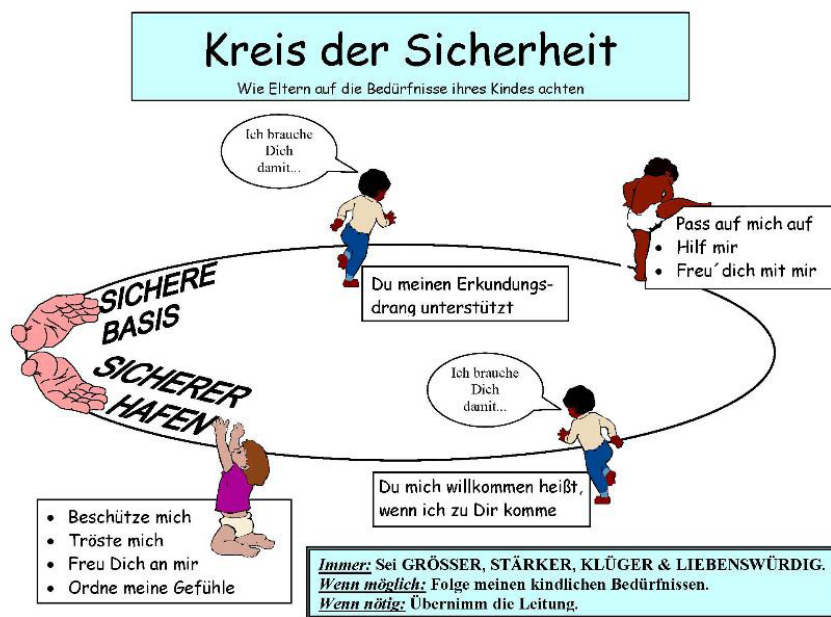 Kreis der Sicherheit
Wie Eltern auf die Bedürfnisse ihres Kindes achten
Ich brauche
Dich
damit...
• Pass auf mich auf
• Hilf mir
• Freu´dich mit mir
Du meinen Erkundungs-
drang unterstützt
SICHERE
BASIS
SICHERER
HAFEN
Ich brauche
Dich
damit...
Du mich willkommen heißt,
wenn ich zu Dir komme
• Beschütze mich
• Tröste mich
• Freu Dich an mir
• Ordne meine Gefühle
Immer: Sei GRÖSSER, STÄRKER, KLÜGER & LIEBENSWÜRDIG.
Wenn möglich: Folge meinen kindlichen Bedürfnissen.
Wenn nötig: Übernimm die Leitung.